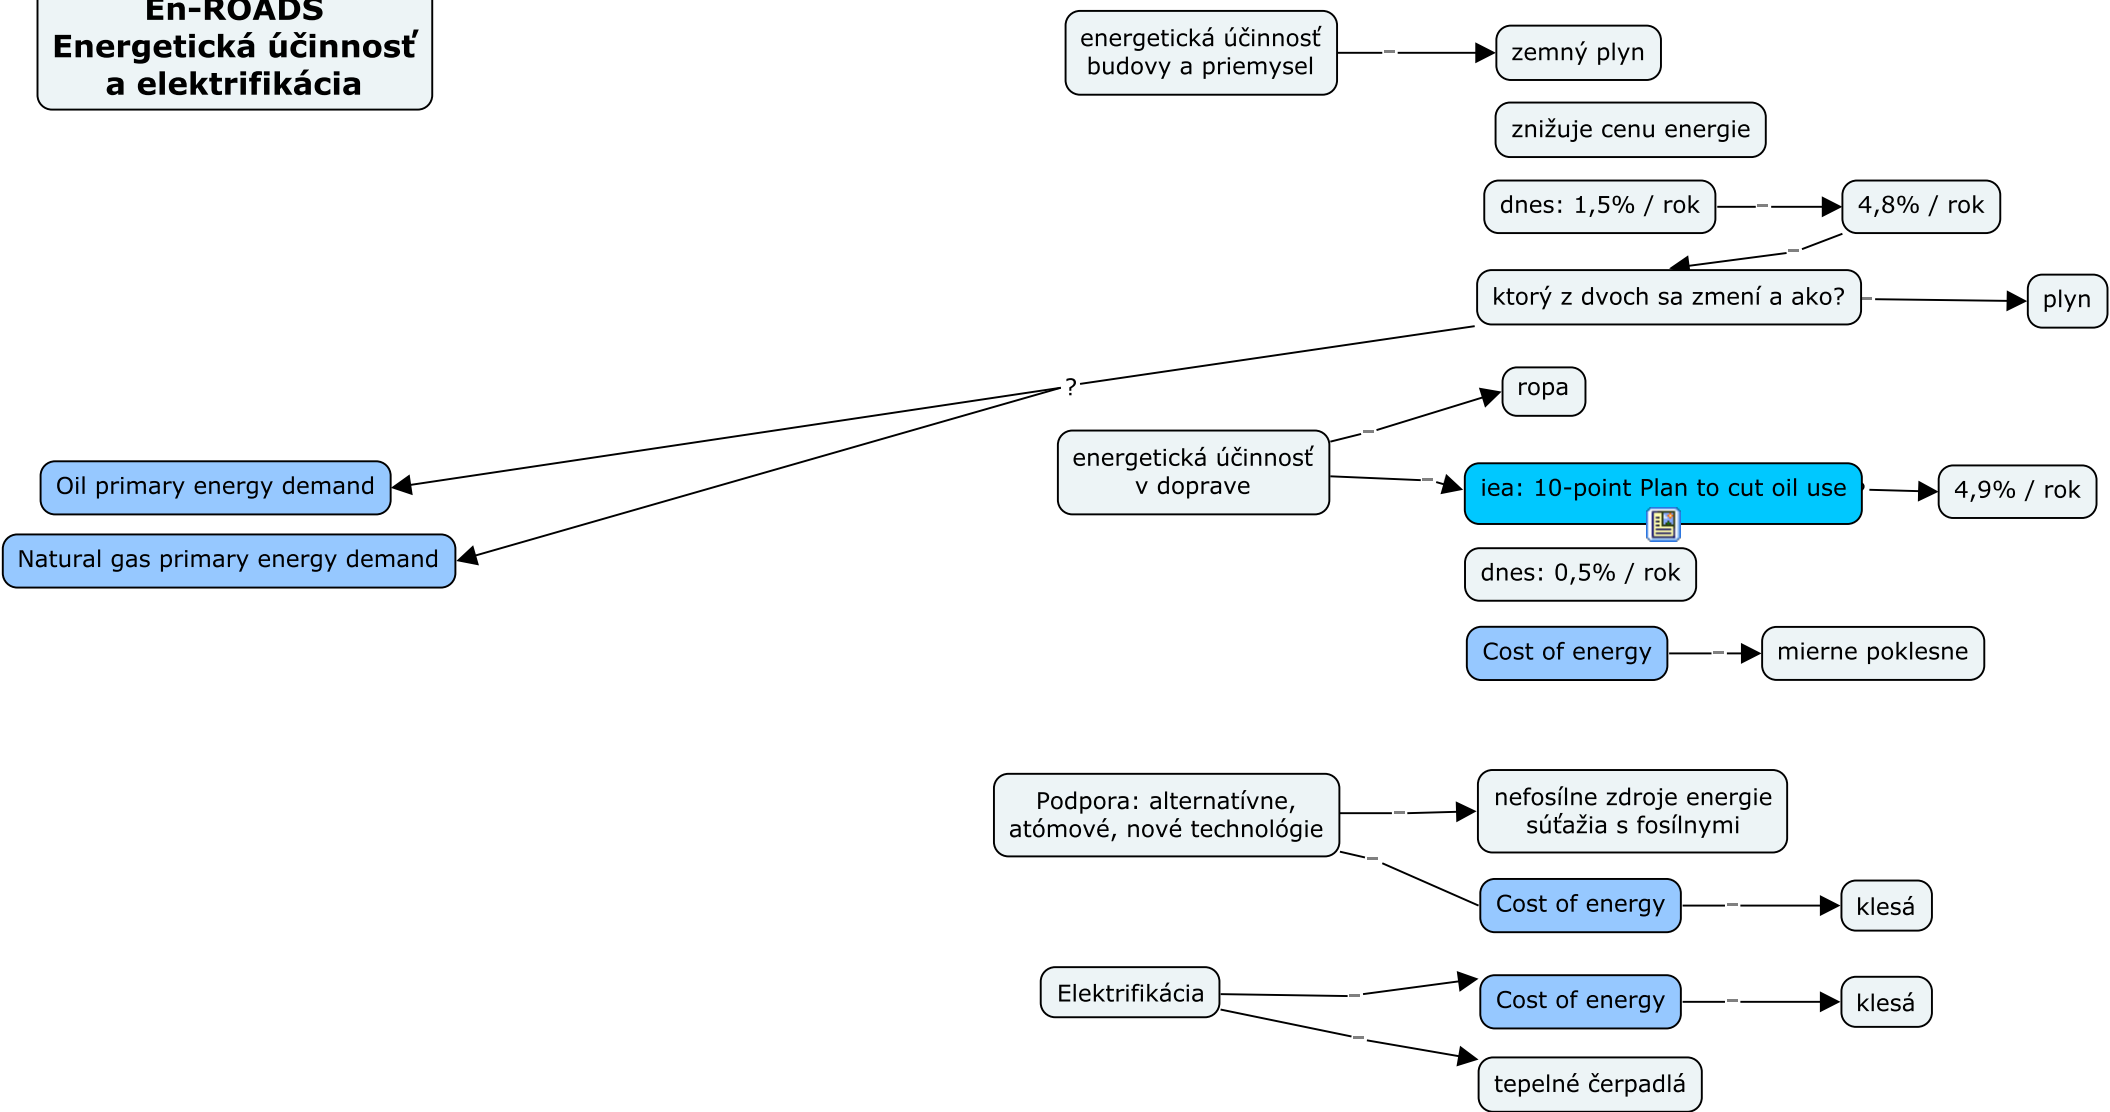 En-ROADS
Energetická účinnosť
a elektrifikácia
energetická účinnosť
budovy a priemysel
zemný plyn
znižuje cenu energie
dnes: 1,5% / rok
4,8% / rok
ktorý z dvoch sa zmení a ako?
plyn
?
ropa
energetická účinnosť
v doprave
Oil primary energy demand
Natural gas primary energy demand
iea: 10-point Plan to cut oil use
4,9% / rok
dnes: 0,5% / rok
Cost of energy
mierne poklesne
Podpora: alternatívne,
atómové, nové technológie
nefosílne zdroje energie
súťažia s fosílnymi
Cost of energy
klesá
Elektrifikácia
Cost of energy
klesá
tepelné čerpadlá